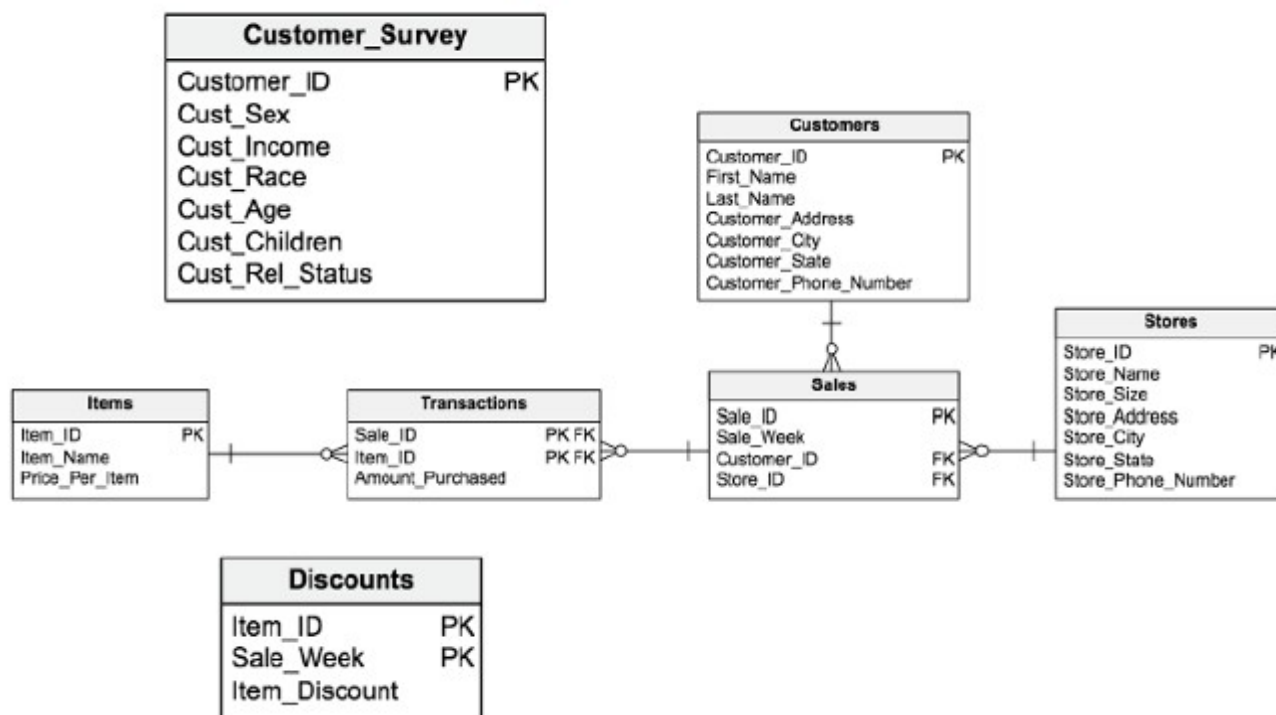 Customer_Survey
Customer_ID PK
Cust_Sex
Cust_Income
Cust_Race
Cust_Age
Cust_Children
Cust_Rel_Status
Customers
Customer_ID PK
First_Name
Last_Name
Customer_Address
Customer_City
Customer_State
Customer_Phone_Number
Stores
Store_ID PK
Store_Name
Store_Size
Store_Address
Store_City
Store_State
Store_Phone_Number
Items
Item_ID PK
Item_Name
Price_Per_Item
Transactions
Sale_ID PK FK
Item_ID PK FK
Amount_Purchased
Sales
Sale_ID PK
Sale_Week
Customer_ID FK
Store_ID FK
Discounts
Item_ID PK
Sale_Week PK
Item_Discount